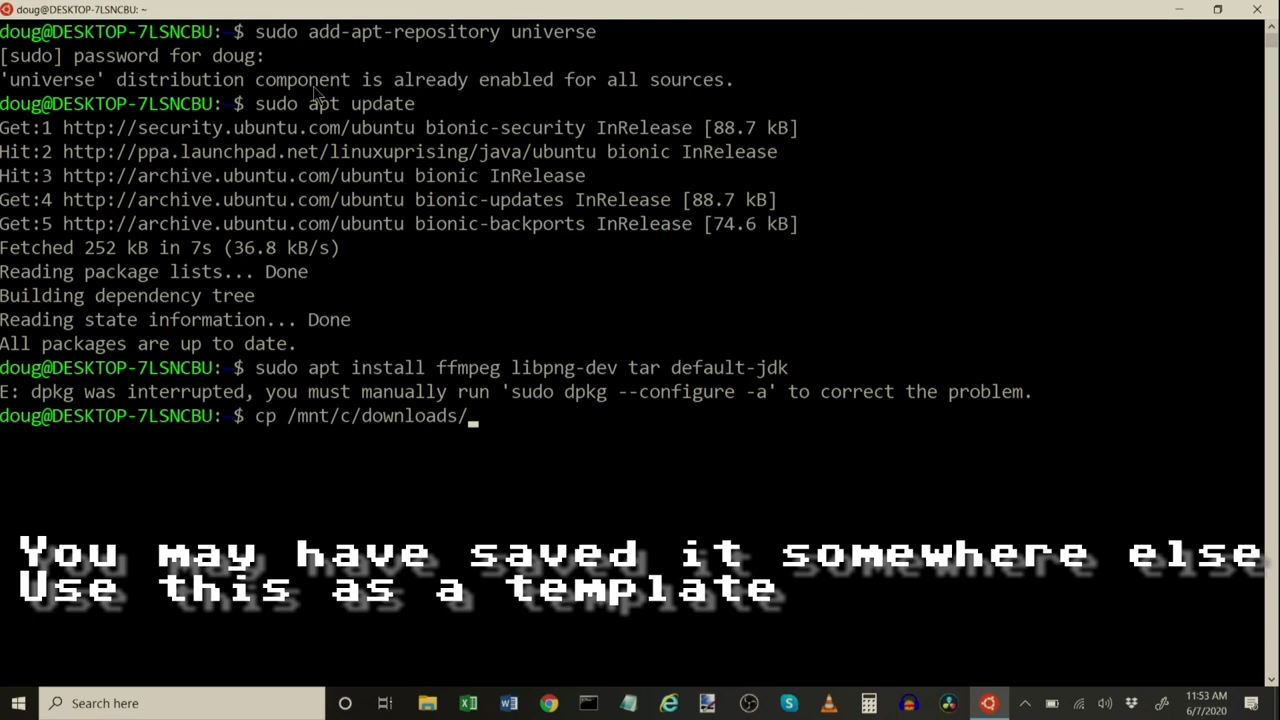 doug@DESKTOP-7LSNCBU: ~
doug@DESKTOP-7LSNCBU:~$ sudo add-apt-repository universe
[sudo] password for doug:
'universe' distribution component is already enabled for all sources.
doug@DESKTOP-7LSNCBU:~$ sudo apt update
Get:1 http://security.ubuntu.com/ubuntu bionic-security InRelease [88.7 kB]
Hit:2 http://ppa.launchpad.net/linuxuprising/java/ubuntu bionic InRelease
Hit:3 http://archive.ubuntu.com/ubuntu bionic InRelease
Get:4 http://archive.ubuntu.com/ubuntu bionic-updates InRelease [88.7 kB]
Get:5 http://archive.ubuntu.com/ubuntu bionic-backports InRelease [74.6 kB]
Fetched 252 kB in 7s (36.8 kB/s)
Reading package lists... Done
Building dependency tree
Reading state information... Done
All packages are up to date.
doug@DESKTOP-7LSNCBU:~$ sudo apt install ffmpeg libpng-dev tar default-jdk
E: dpkg was interrupted, you must manually run 'sudo dpkg --configure -a' to correct the problem.
doug@DESKTOP-7LSNCBU:~$ cp /mnt/c/downloads/
You may have saved it somewhere else
Use this as a template
Search here
11:53 AM
6/7/2020